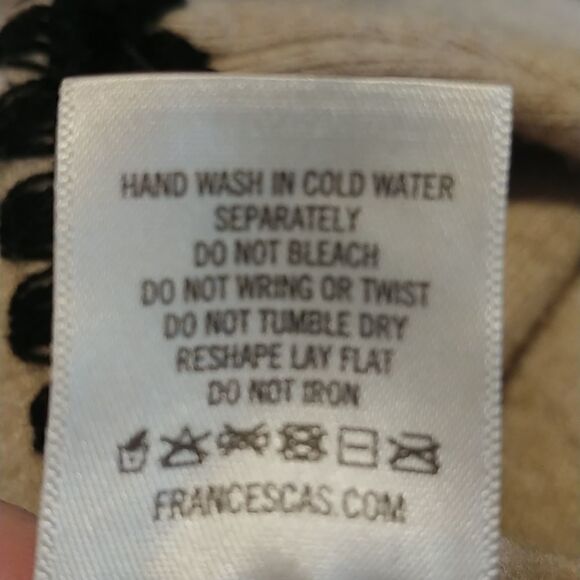 HAND WASH IN COLD WATER
SEPARATELY
DO NOT BLEACH
DO NOT WRING OR TWIST
DO NOT TUMBLE DRY
RESHAPE LAY FLAT
DO NOT IRON
FRANCESCAS.COM